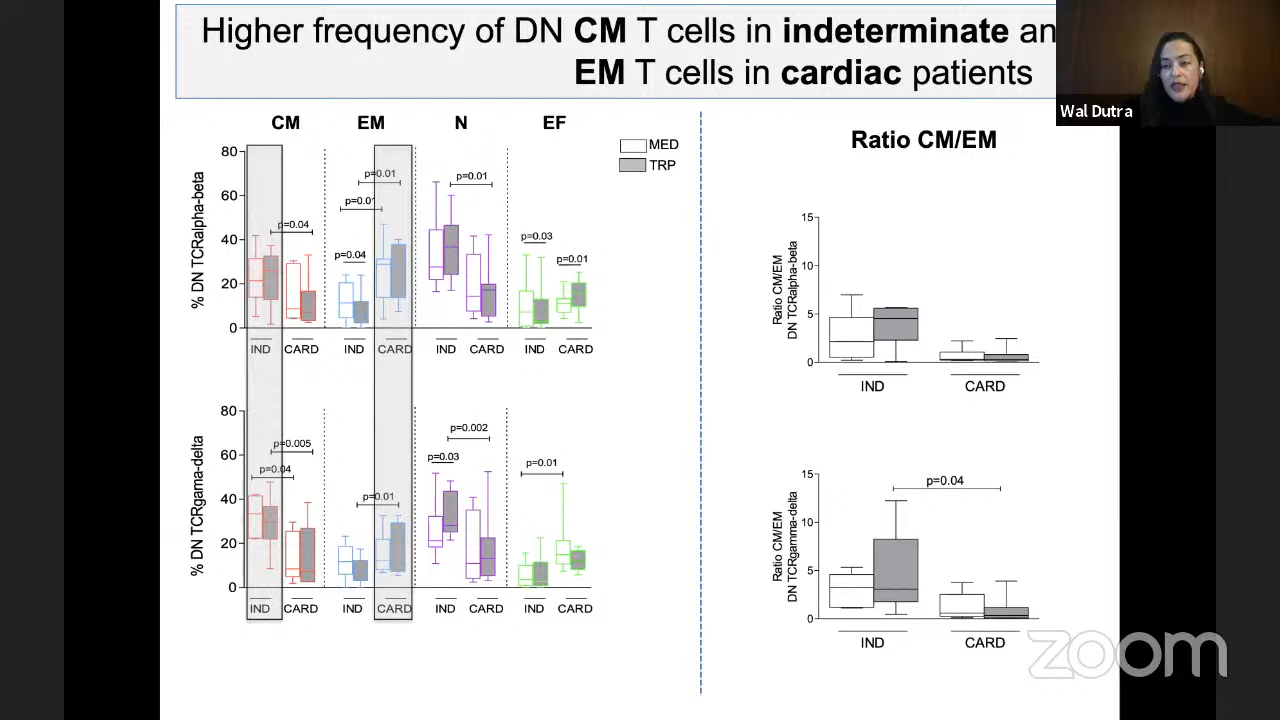 Higher frequency of DN CM T cells in indeterminate an
EM T cells in cardiac patients
Wal Dutra
CM EM N EF
MED
TRP
% DN TCRalpha-beta
80
60
40
20
0
p=0.04
p=0.01
p=0.01
p=0.04
p=0.01
p=0.03
p=0.01
IND CARD IND CARD IND CARD IND CARD
% DN TCRgama-delta
80
60
40
20
0
p=0.005
p=0.04
p=0.01
p=0.002
p=0.03
p=0.01
IND CARD IND CARD IND CARD IND CARD
Ratio CM/EM
Ratio CM/EM
DN TCRalpha-beta
15
10
5
0
IND CARD
Ratio CM/EM
DN TCRgamma-delta
15
10
5
0
p=0.04
IND CARD
zoom